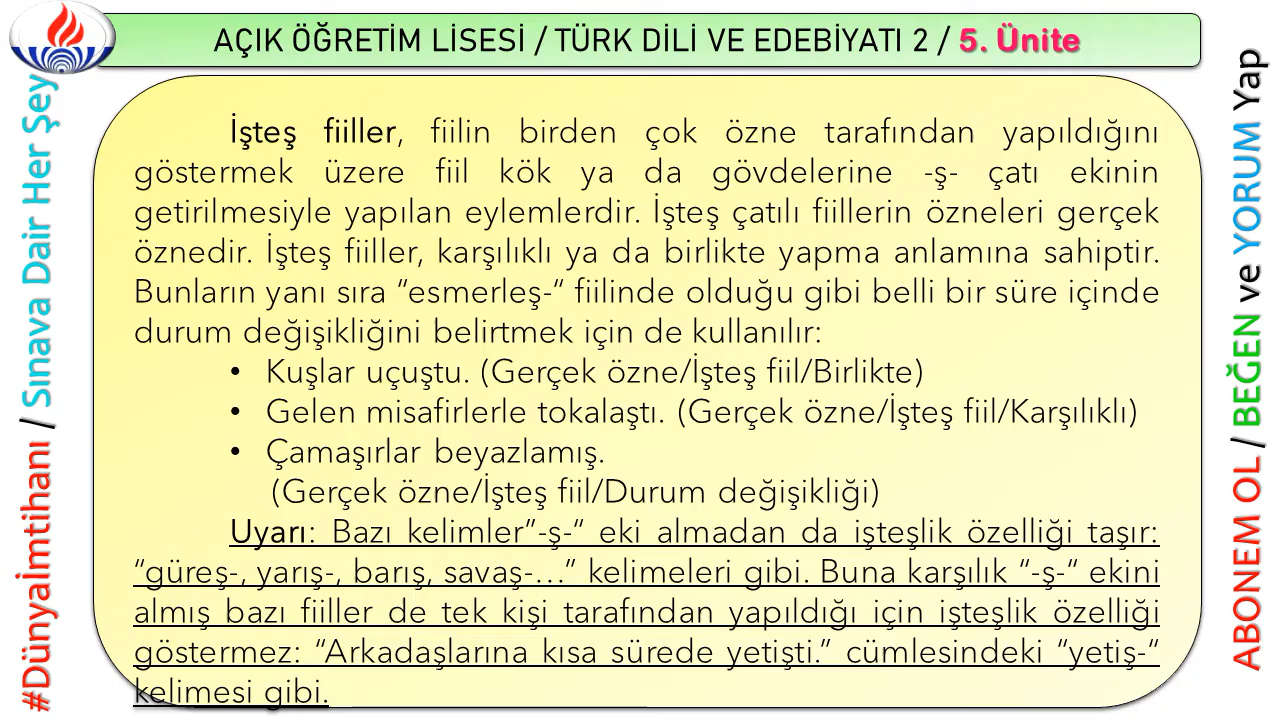 AÇIK ÖĞRETİM LİSESİ / TÜRK DİLİ VE EDEBİYATI 2 / 5. Ünite
#Dünyaİmtihanı / Sınava Dair Her Şey
İşteş fiiller, fiilin birden çok özne tarafından yapıldığını
göstermek üzere fiil kök ya da gövdelerine -ş- çatı ekinin
getirilmesiyle yapılan eylemlerdir. İşteş çatılı fiillerin özneleri gerçek
öznedir. İşteş fiiller, karşılıklı ya da birlikte yapma anlamına sahiptir.
Bunların yanı sıra “esmerleş-“ fiilinde olduğu gibi belli bir süre içinde
durum değişikliğini belirtmek için de kullanılır:
• Kuşlar uçuştu. (Gerçek özne/İşteş fiil/Birlikte)
• Gelen misafirlerle tokalaştı. (Gerçek özne/İşteş fiil/Karşılıklı)
• Çamaşırlar beyazlamış.
(Gerçek özne/İşteş fiil/Durum değişikliği)
Uyarı: Bazı kelimler”-ş-“ eki almadan da işteşlik özelliği taşır:
“güreş-, yarış-, barış, savaş-…” kelimeleri gibi. Buna karşılık “-ş-“ ekini
almış bazı fiiller de tek kişi tarafından yapıldığı için işteşlik özelliği
göstermez: “Arkadaşlarına kısa sürede yetişti.” cümlesindeki “yetiş-“
kelimesi gibi.
ABONEM OL / BEĞEN ve YORUM Yap